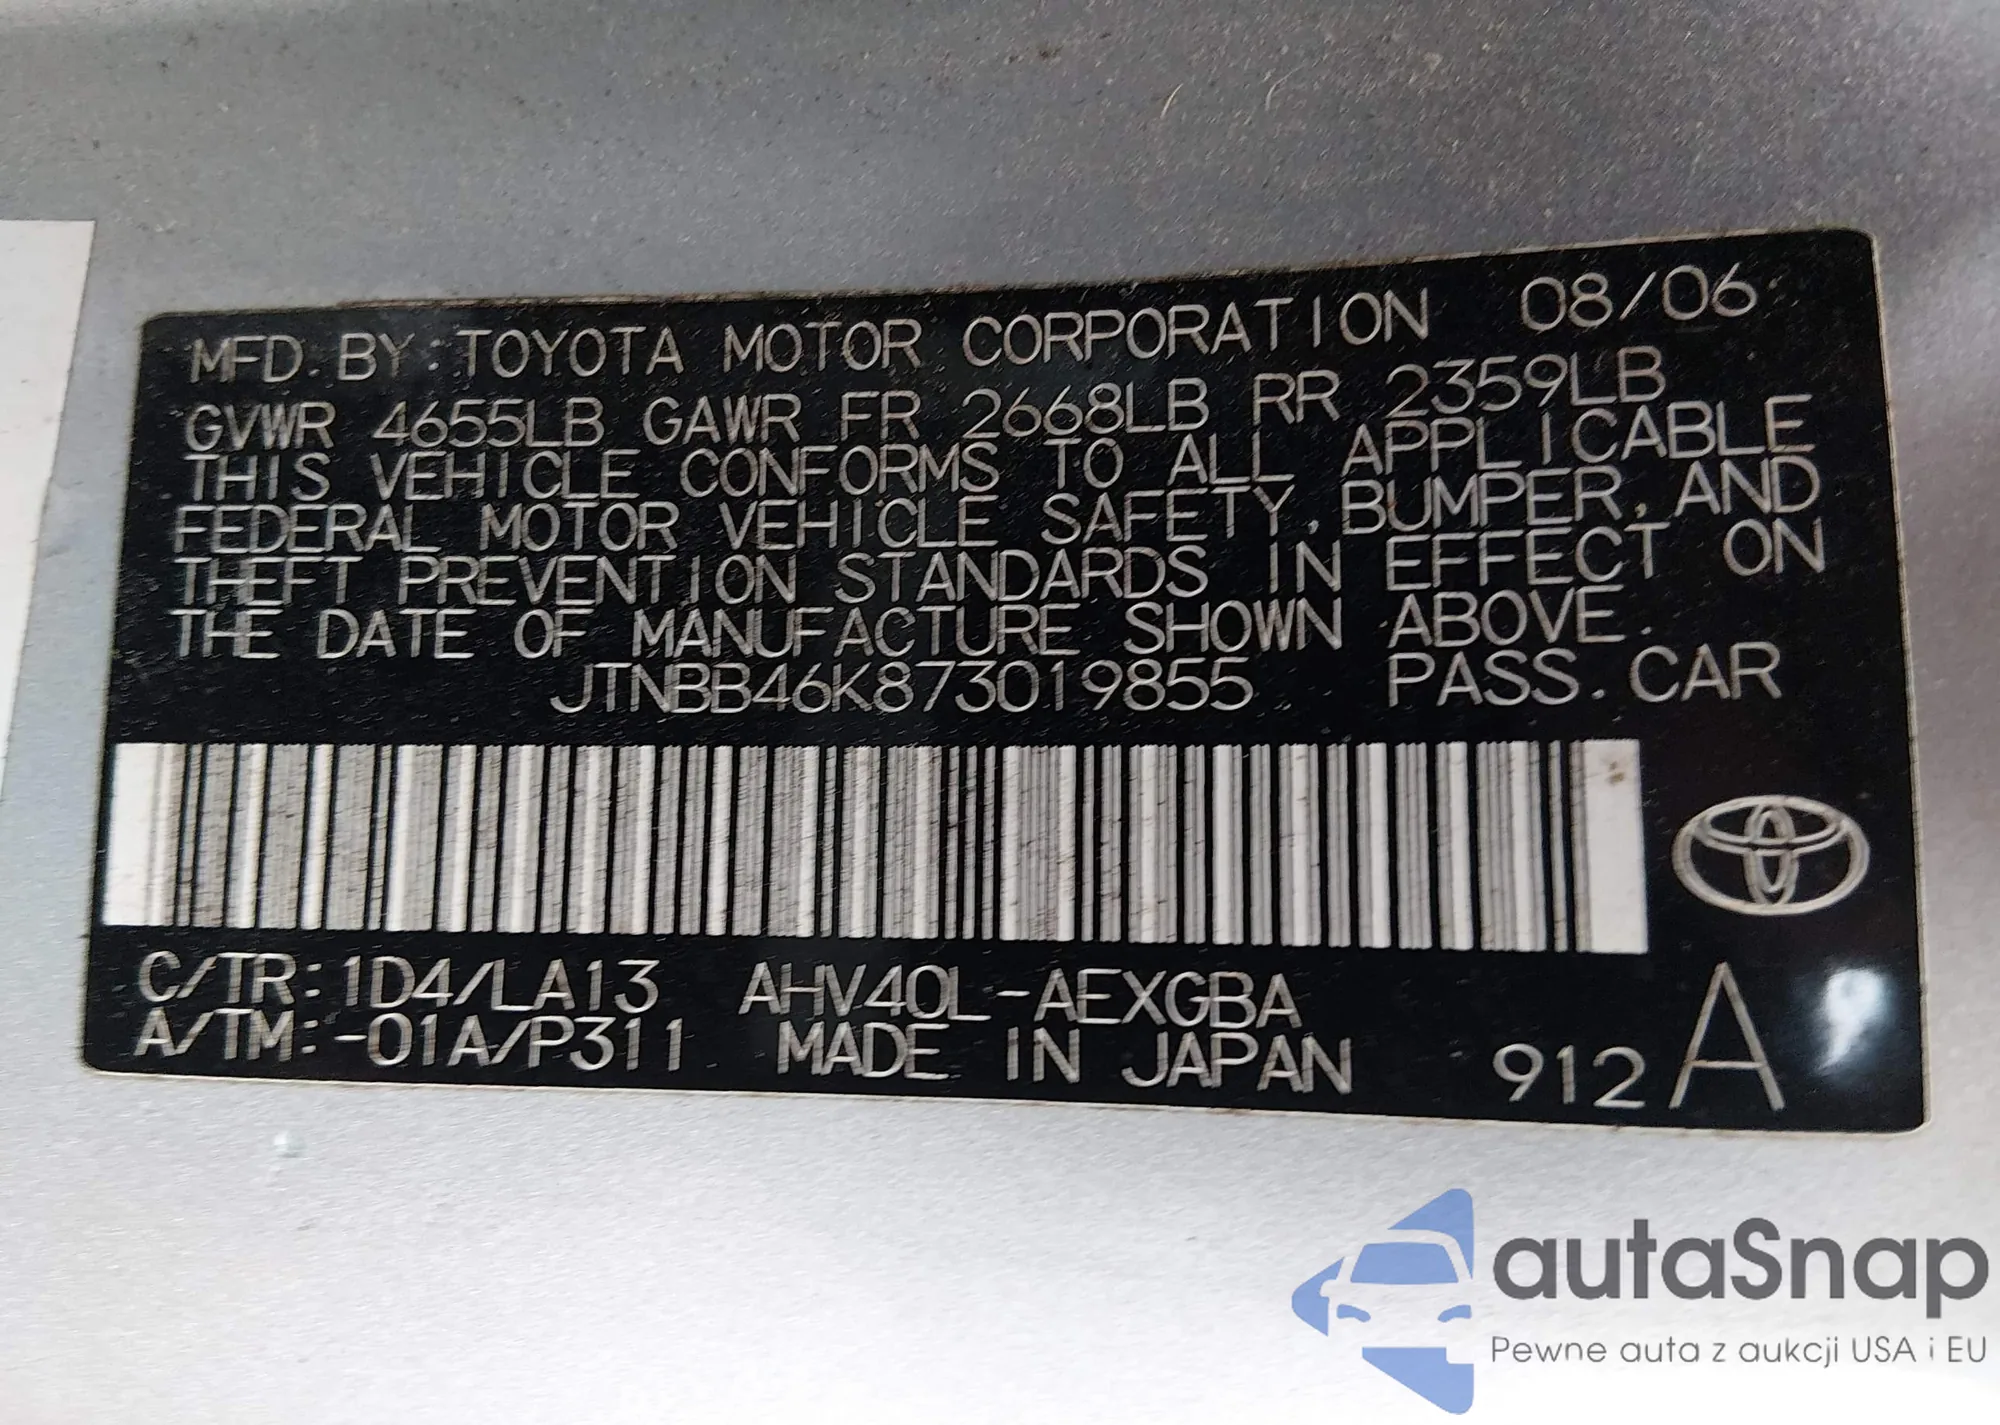 MFD. BY: TOYOTA MOTOR CORPORATION 08/06
GVWR 4655LB GAWR FR 2668LB RR 2359LB
THIS VEHICLE CONFORMS TO ALL APPLICABLE
FEDERAL MOTOR VEHICLE SAFETY, BUMPER, AND
THEFT PREVENTION STANDARDS IN EFFECT ON
THE DATE OF MANUFACTURE SHOWN ABOVE.
JTNBB46K873019855 PASS. CAR
C/TR: 1D4/LA13 AHV40L-AEXGBA
A/TM: -01A/P311 MADE IN JAPAN 912 A
autaSnap
Pewne auta z aukcji USA i EU